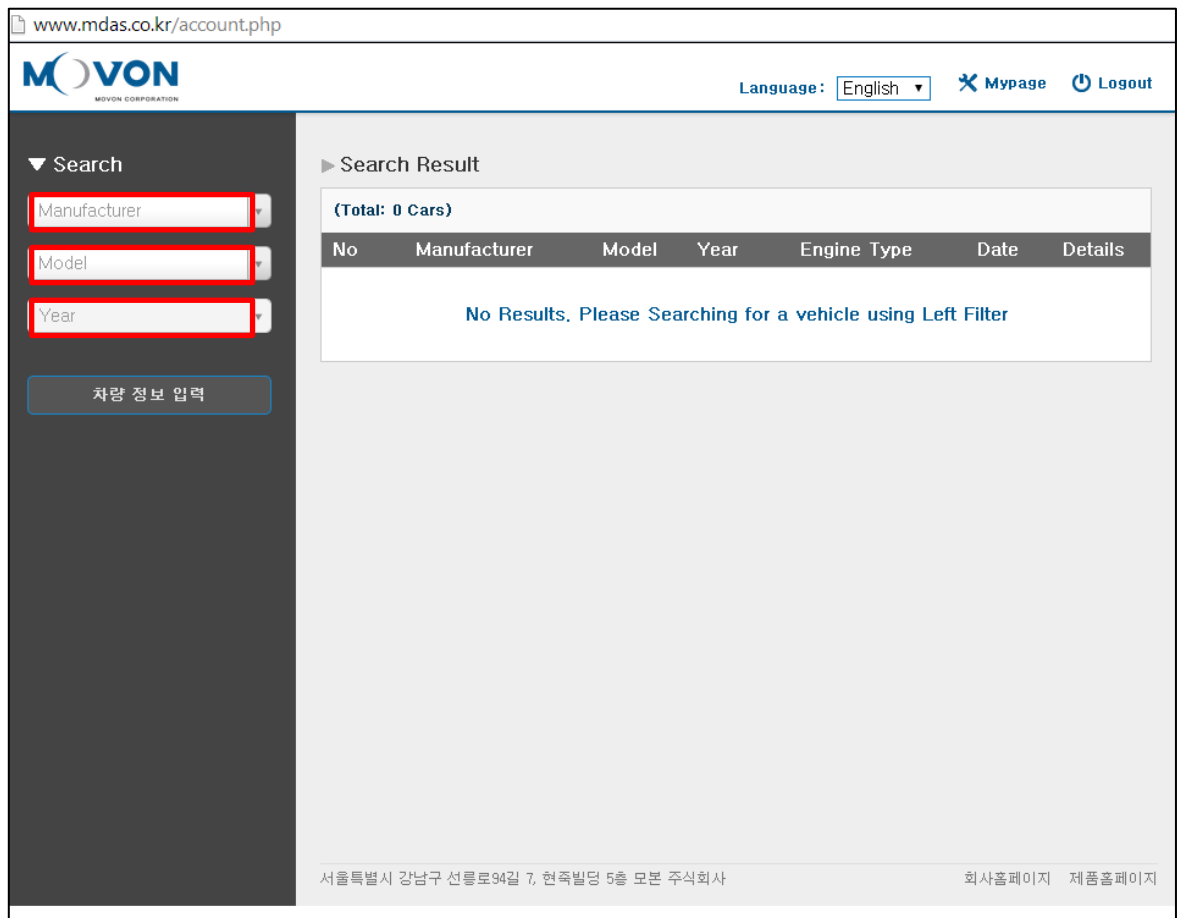 www.mdas.co.kr/account.php
MOVON
MOVON CORPORATION
Language: English Mypage Logout
Search
Manufacturer
Model
Year
차량 정보 입력
Search Result
(Total: 0 Cars)
No Manufacturer Model Year Engine Type Date Details
No Results, Please Searching for a vehicle using Left Filter
서울특별시 강남구 선릉로94길 7, 현죽빌딩 5층 모본 주식회사 회사홈페이지 제품홈페이지